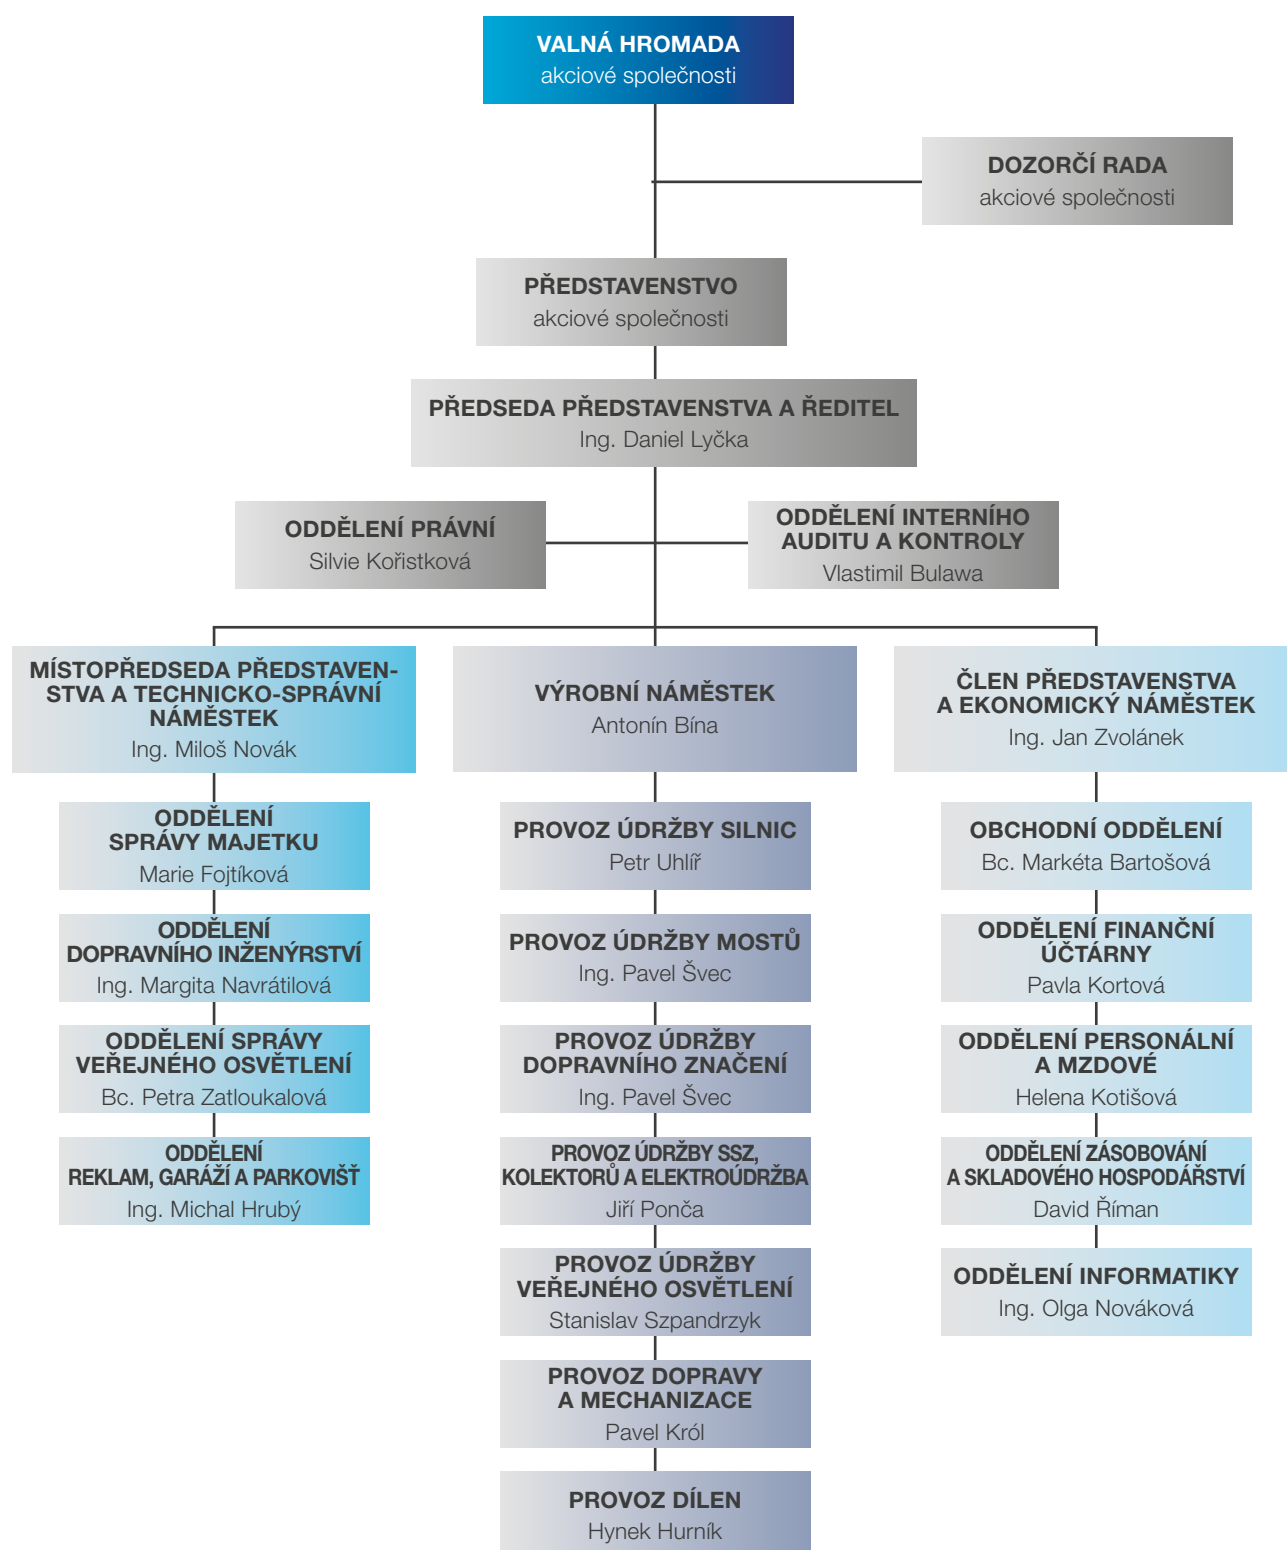 VALNÁ HROMADA
akciové společnosti
DOZORČÍ RADA
akciové společnosti
PŘEDSTAVENSTVO
akciové společnosti
PŘEDSEDA PŘEDSTAVENSTVA A ŘEDITEL
Ing. Daniel Lyčka
ODDĚLENÍ PRÁVNÍ
Silvie Kořistková
ODDĚLENÍ INTERNÍHO
AUDITU A KONTROLY
Vlastimil Bulawa
MÍSTOPŘEDSEDA PŘEDSTAVEN-
STVA A TECHNICKO-SPRÁVNÍ
NÁMĚSTEK
Ing. Miloš Novák
ODDĚLENÍ
SPRÁVY MAJETKU
Marie Fojtíková
ODDĚLENÍ
DOPRAVNÍHO INŽENÝRSTVÍ
Ing. Margita Navrátilová
ODDĚLENÍ SPRÁVY
VEŘEJNÉHO OSVĚTLENÍ
Bc. Petra Zatloukalová
ODDĚLENÍ
REKLAM, GARÁŽÍ A PARKOVIŠŤ
Ing. Michal Hrubý
VÝROBNÍ NÁMĚSTEK
Antonín Bína
PROVOZ ÚDRŽBY SILNIC
Petr Uhlíř
PROVOZ ÚDRŽBY MOSTŮ
Ing. Pavel Švec
PROVOZ ÚDRŽBY
DOPRAVNÍHO ZNAČENÍ
Ing. Pavel Švec
PROVOZ ÚDRŽBY SSZ,
KOLEKTORŮ A ELEKTROÚDRŽBA
Jiří Ponča
PROVOZ ÚDRŽBY
VEŘEJNÉHO OSVĚTLENÍ
Stanislav Szpandrzyk
PROVOZ DOPRAVY
A MECHANIZACE
Pavel Król
PROVOZ DÍLEN
Hynek Hurník
ČLEN PŘEDSTAVENSTVA
A EKONOMICKÝ NÁMĚSTEK
Ing. Jan Zvolánek
OBCHODNÍ ODDĚLENÍ
Bc. Markéta Bartošová
ODDĚLENÍ FINANČNÍ
ÚČTÁRNY
Pavla Kortová
ODDĚLENÍ PERSONÁLNÍ
A MZDOVÉ
Helena Kotišová
ODDĚLENÍ ZÁSOBOVÁNÍ
A SKLADOVÉHO HOSPODÁŘSTVÍ
David Říman
ODDĚLENÍ INFORMATIKY
Ing. Olga Nováková